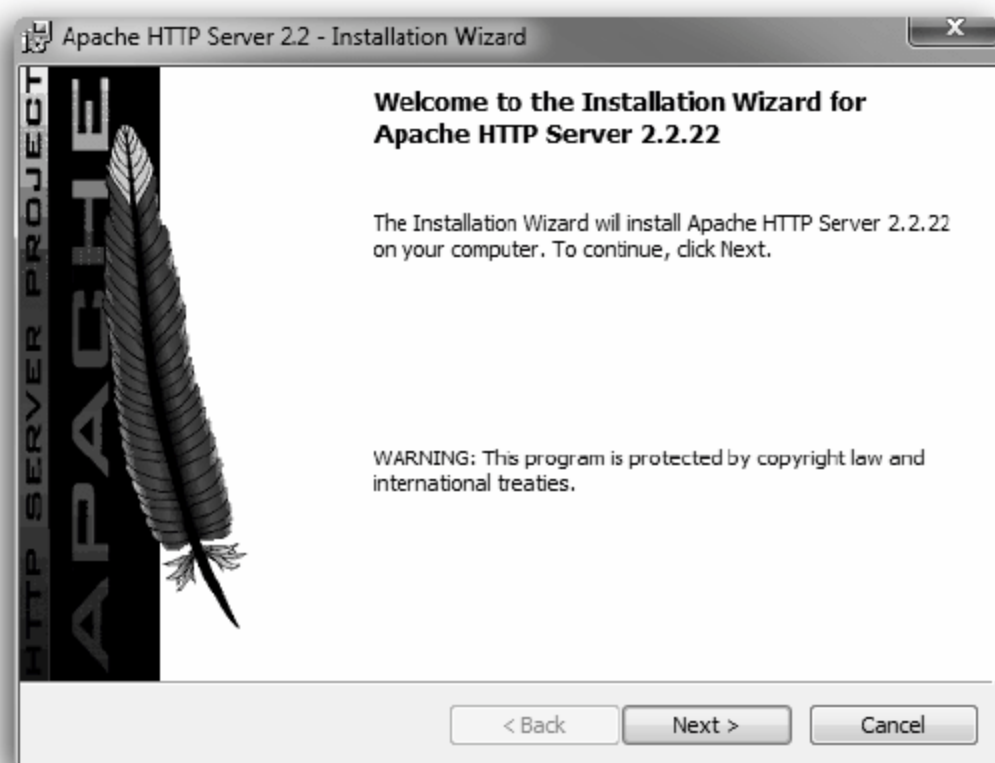 Apache HTTP Server 2.2 - Installation Wizard
X
HTTP SERVER PROJECT
APACHE
Welcome to the Installation Wizard for
Apache HTTP Server 2.2.22
The Installation Wizard will install Apache HTTP Server 2.2.22
on your computer. To continue, click Next.
WARNING: This program is protected by copyright law and
international treaties.
< Back
Next >
Cancel